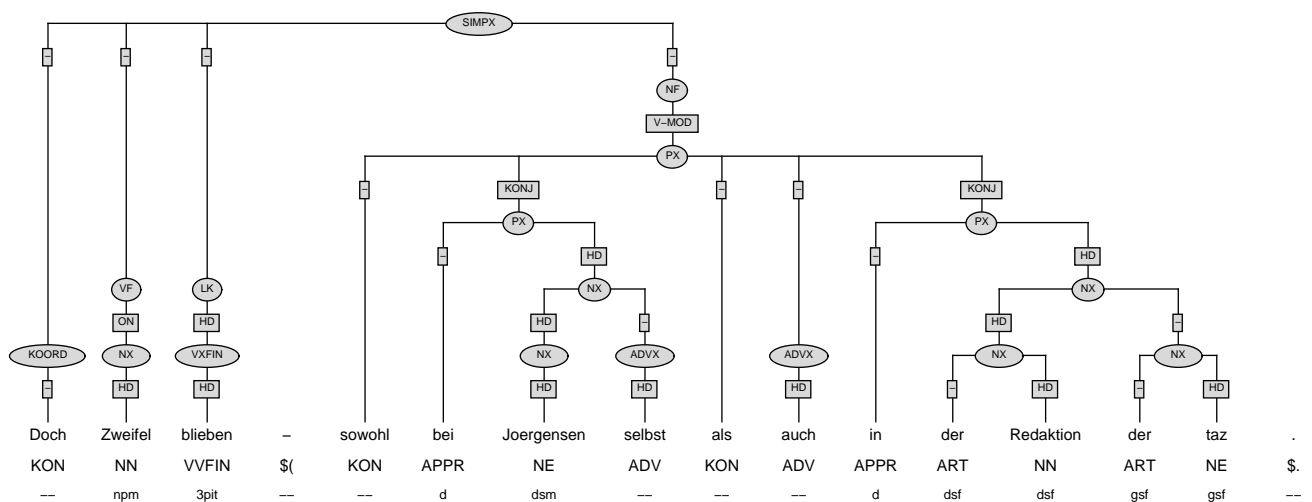 SIMPX
– – – –
NF
V–MOD
PX
– KONJ – – KONJ
PX PX
– HD – HD
VF LK NX NX
ON HD HD – HD –
KOORD NX VXFIN NX ADVX ADVX NX NX
– HD HD HD HD HD – HD – HD
Doch Zweifel blieben – sowohl bei Joergensen selbst als auch in der Redaktion der taz .
KON NN VVFIN $( KON APPR NE ADV KON ADV APPR ART NN ART NE $.
–– npm 3pit –– –– d dsm –– –– –– d dsf dsf gsf gsf ––